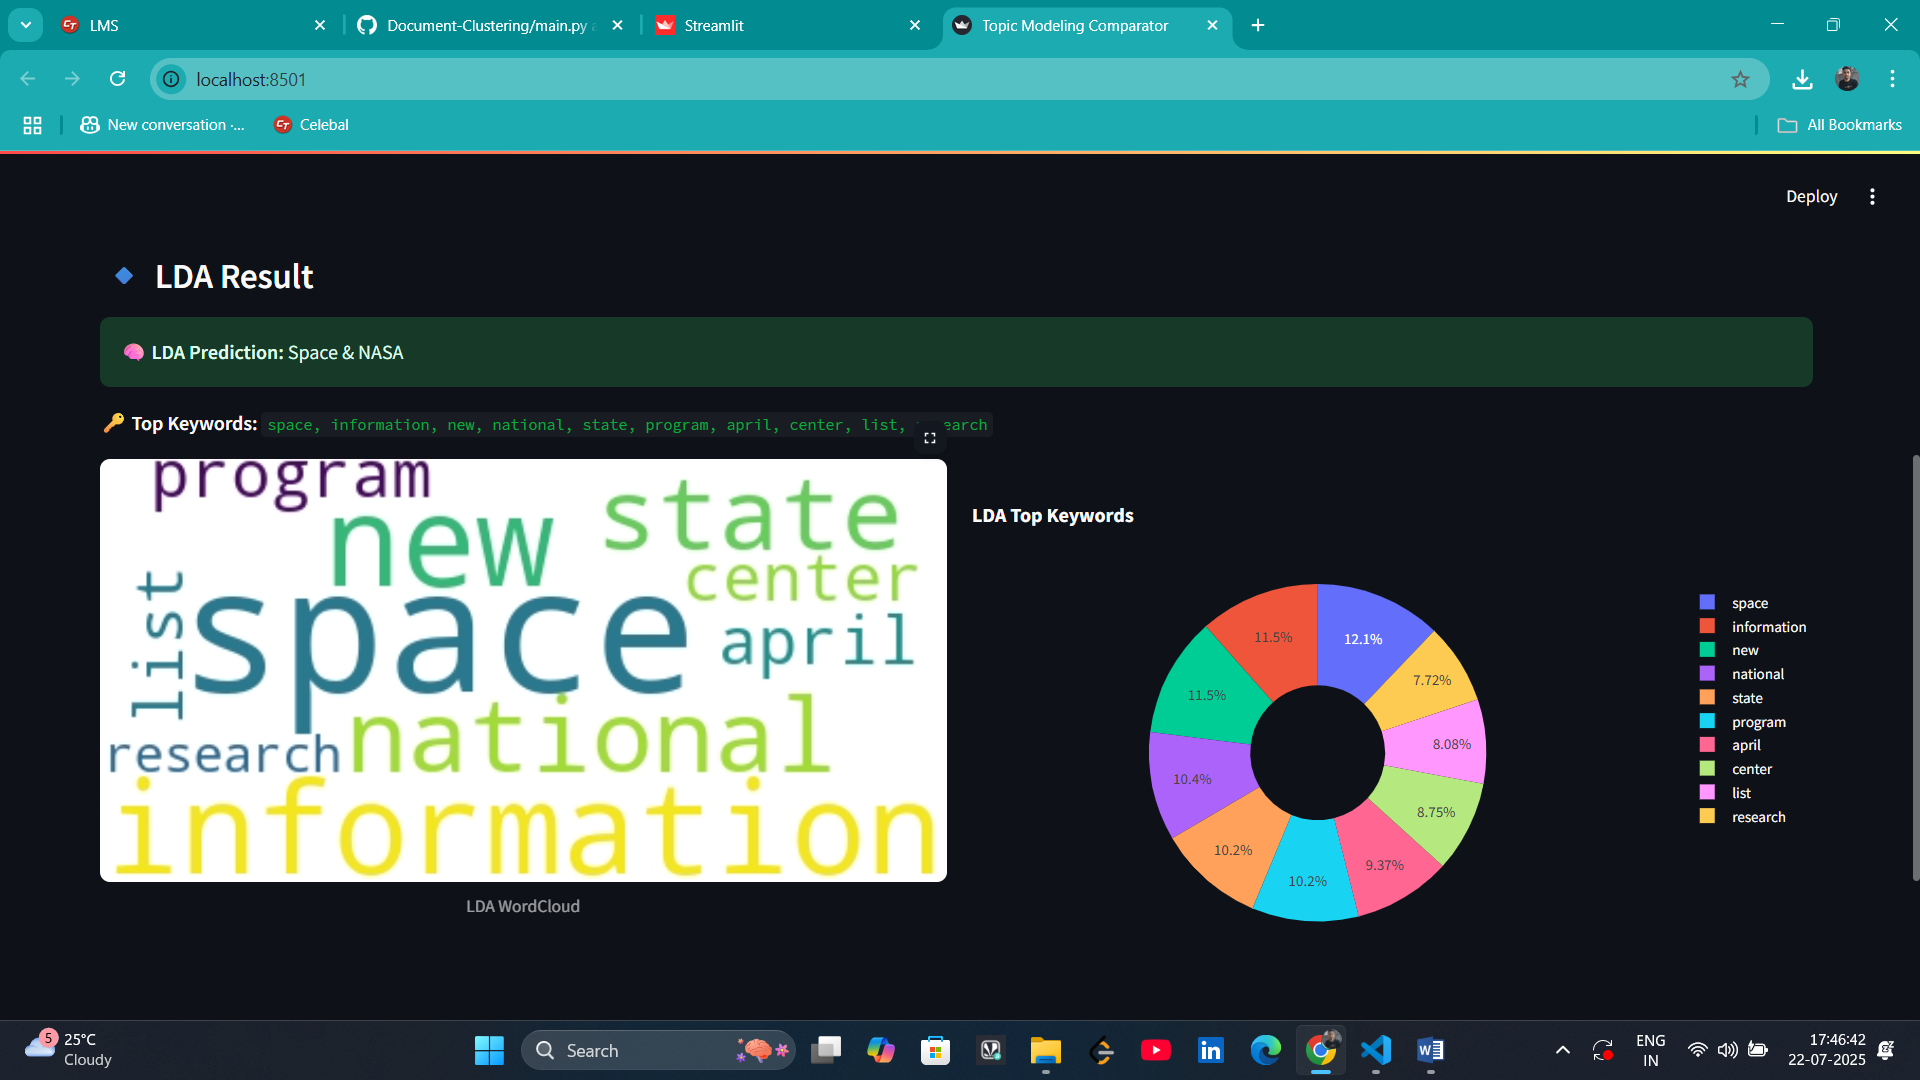 LMS
Document-Clustering/main.py a
Streamlit
Topic Modeling Comparator
localhost:8501
New conversation ·...
Celebal
All Bookmarks
Deploy
LDA Result
LDA Prediction: Space & NASA
Top Keywords: space, information, new, national, state, program, april, center, list, research
program
new
state
center
list
space
april
research
national
information
LDA WordCloud
LDA Top Keywords
11.5%
12.1%
7.72%
11.5%
8.08%
10.4%
8.75%
10.2%
10.2%
9.37%
space
information
new
national
state
program
april
center
list
research
5
25°C
Cloudy
Search
ENG
IN
17:46:42
22-07-2025